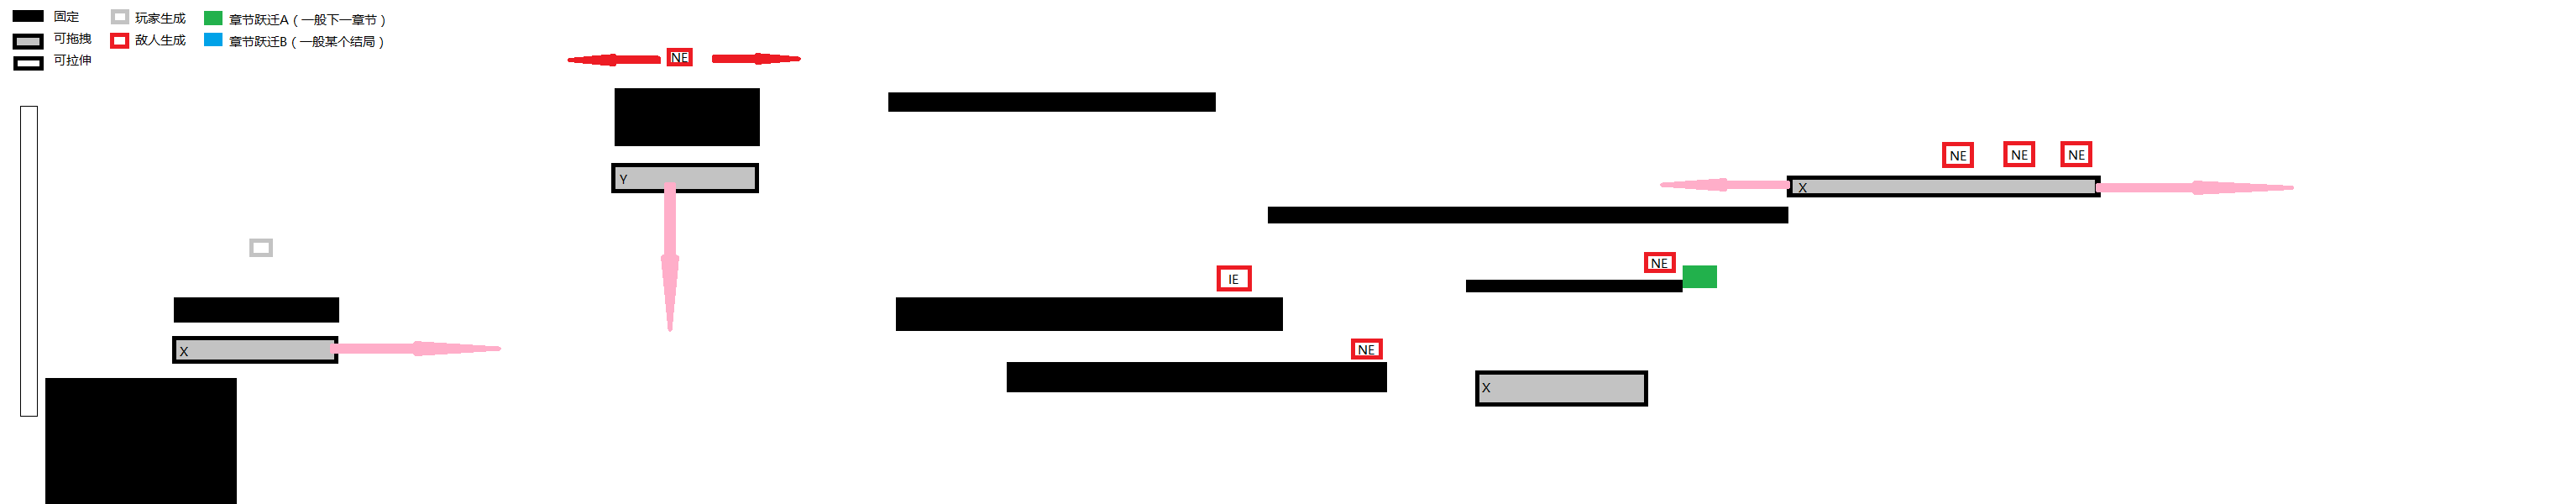 固定
玩家生成
章节跃迁A（一般下一章节）
可拖拽
敌人生成
章节跃迁B（一般某个结局）
可拉伸
NE
NE
NE
NE
Y
X
NE
IE
NE
X
X